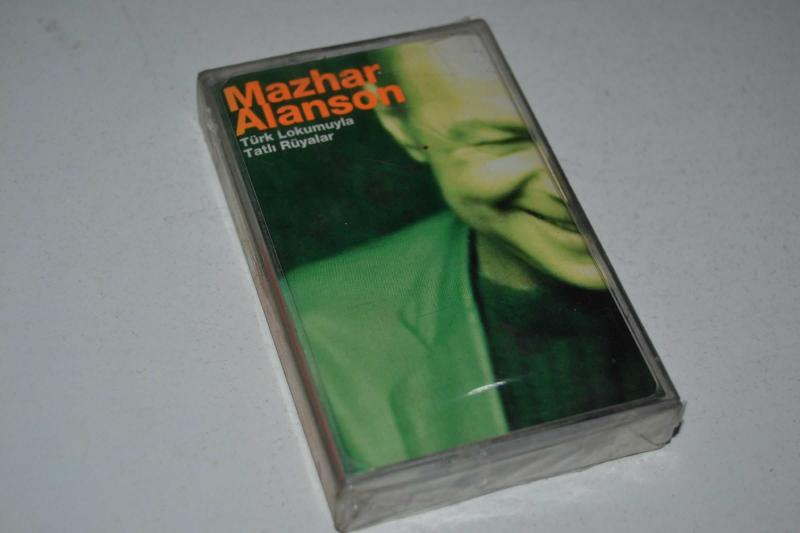 Mazhar
Alanson
Türk Lokumuyla
Tatlı Rüyalar